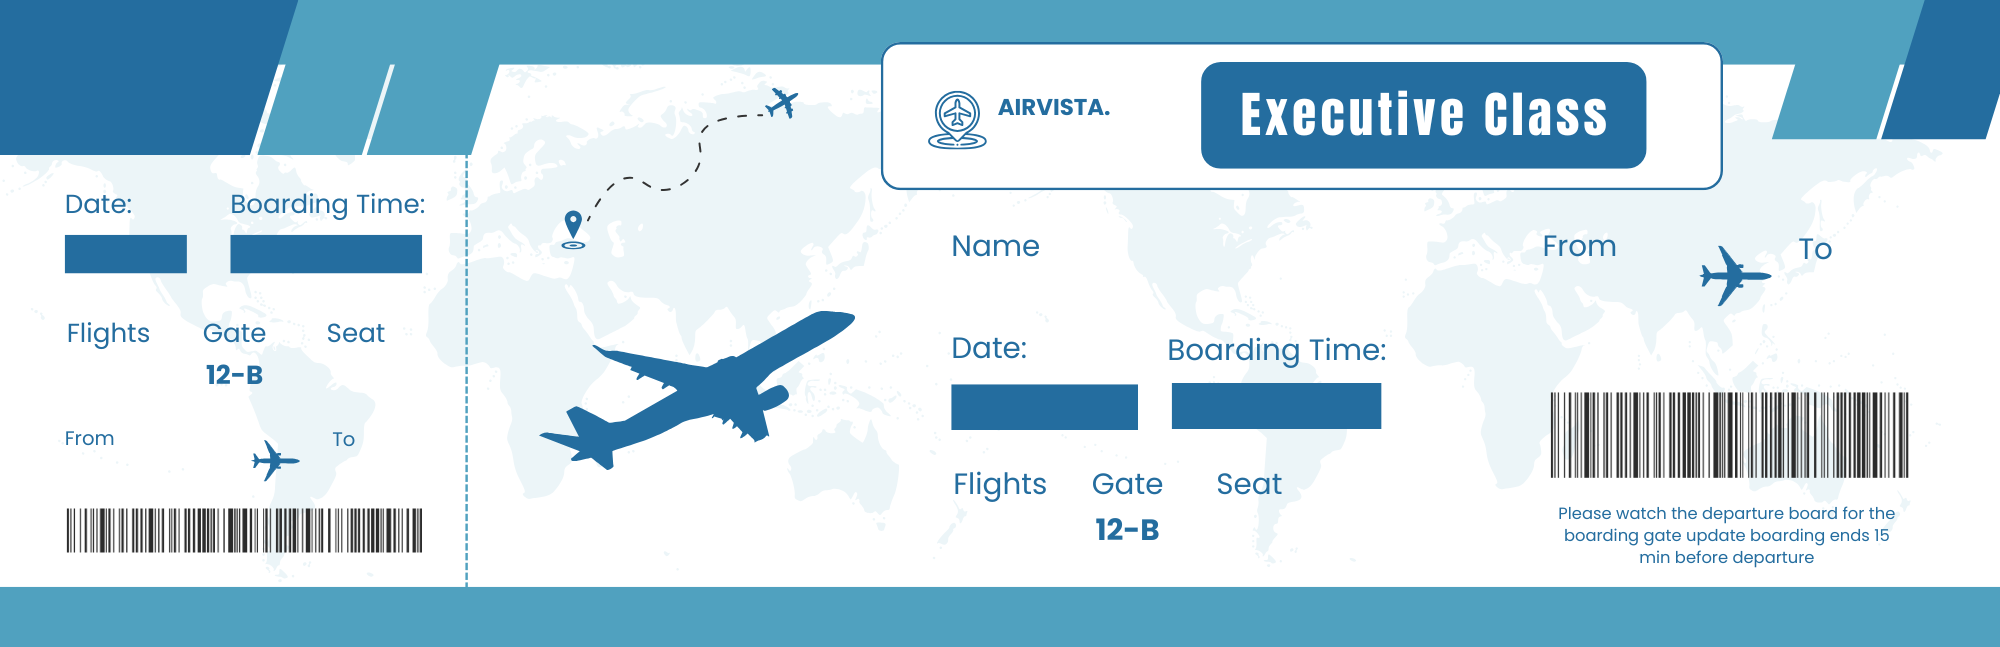 AIRVISTA.
Executive Class
Date:
Boarding Time:
Flights
Gate
Seat
12-B
From
To
Name
From
To
Date:
Boarding Time:
Flights
Gate
Seat
12-B
Please watch the departure board for the
boarding gate update boarding ends 15
min before departure